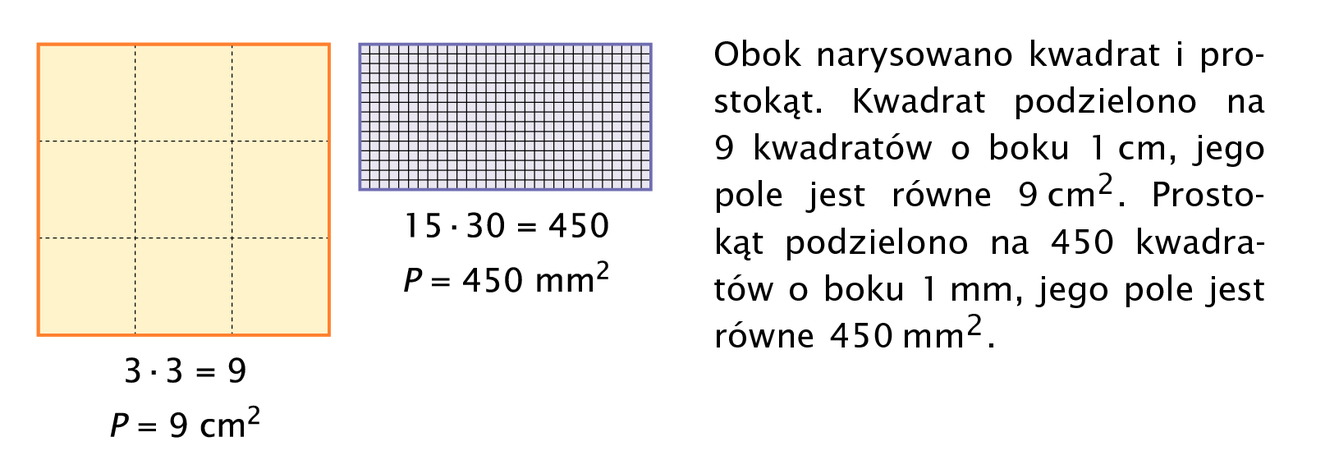 3 · 3 = 9
P = 9 cm²
15 · 30 = 450
P = 450 mm²
Obok narysowano kwadrat i pro-
stokąt. Kwadrat podzielono na
9 kwadratów o boku 1 cm, jego
pole jest równe 9 cm². Prosto-
kąt podzielono na 450 kwadra-
tów o boku 1 mm, jego pole jest
równe 450 mm².